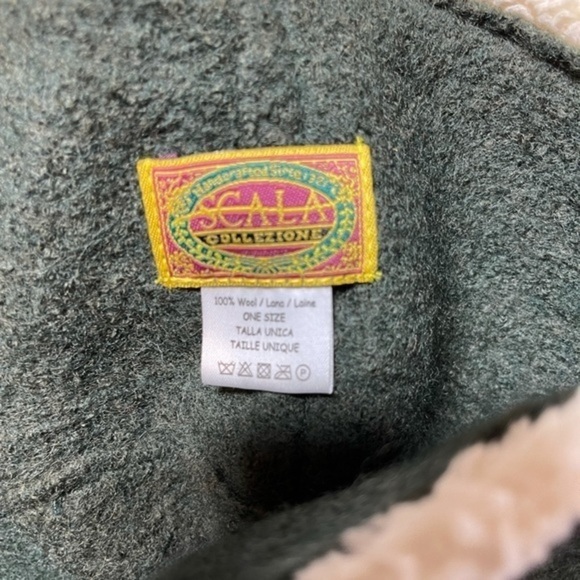 Handcrafted Since
SCALA
COLLEZIONE
100% Wool / Lana / Laine
ONE SIZE
TALLA UNICA
TAILLE UNIQUE
P